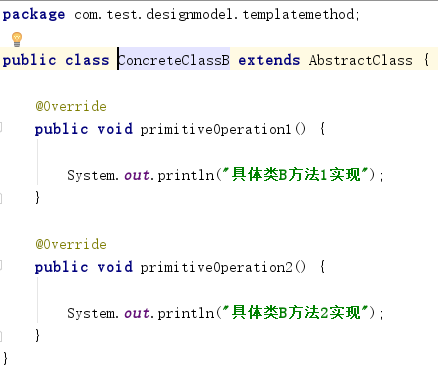 package com.test.designmodel.templatemethod;
public class ConcreteClassB extends AbstractClass {
@Override
public void primitiveOperation1() {
System.out.println("具体类B方法1实现");
}
@Override
public void primitiveOperation2() {
System.out.println("具体类B方法2实现");
}
}